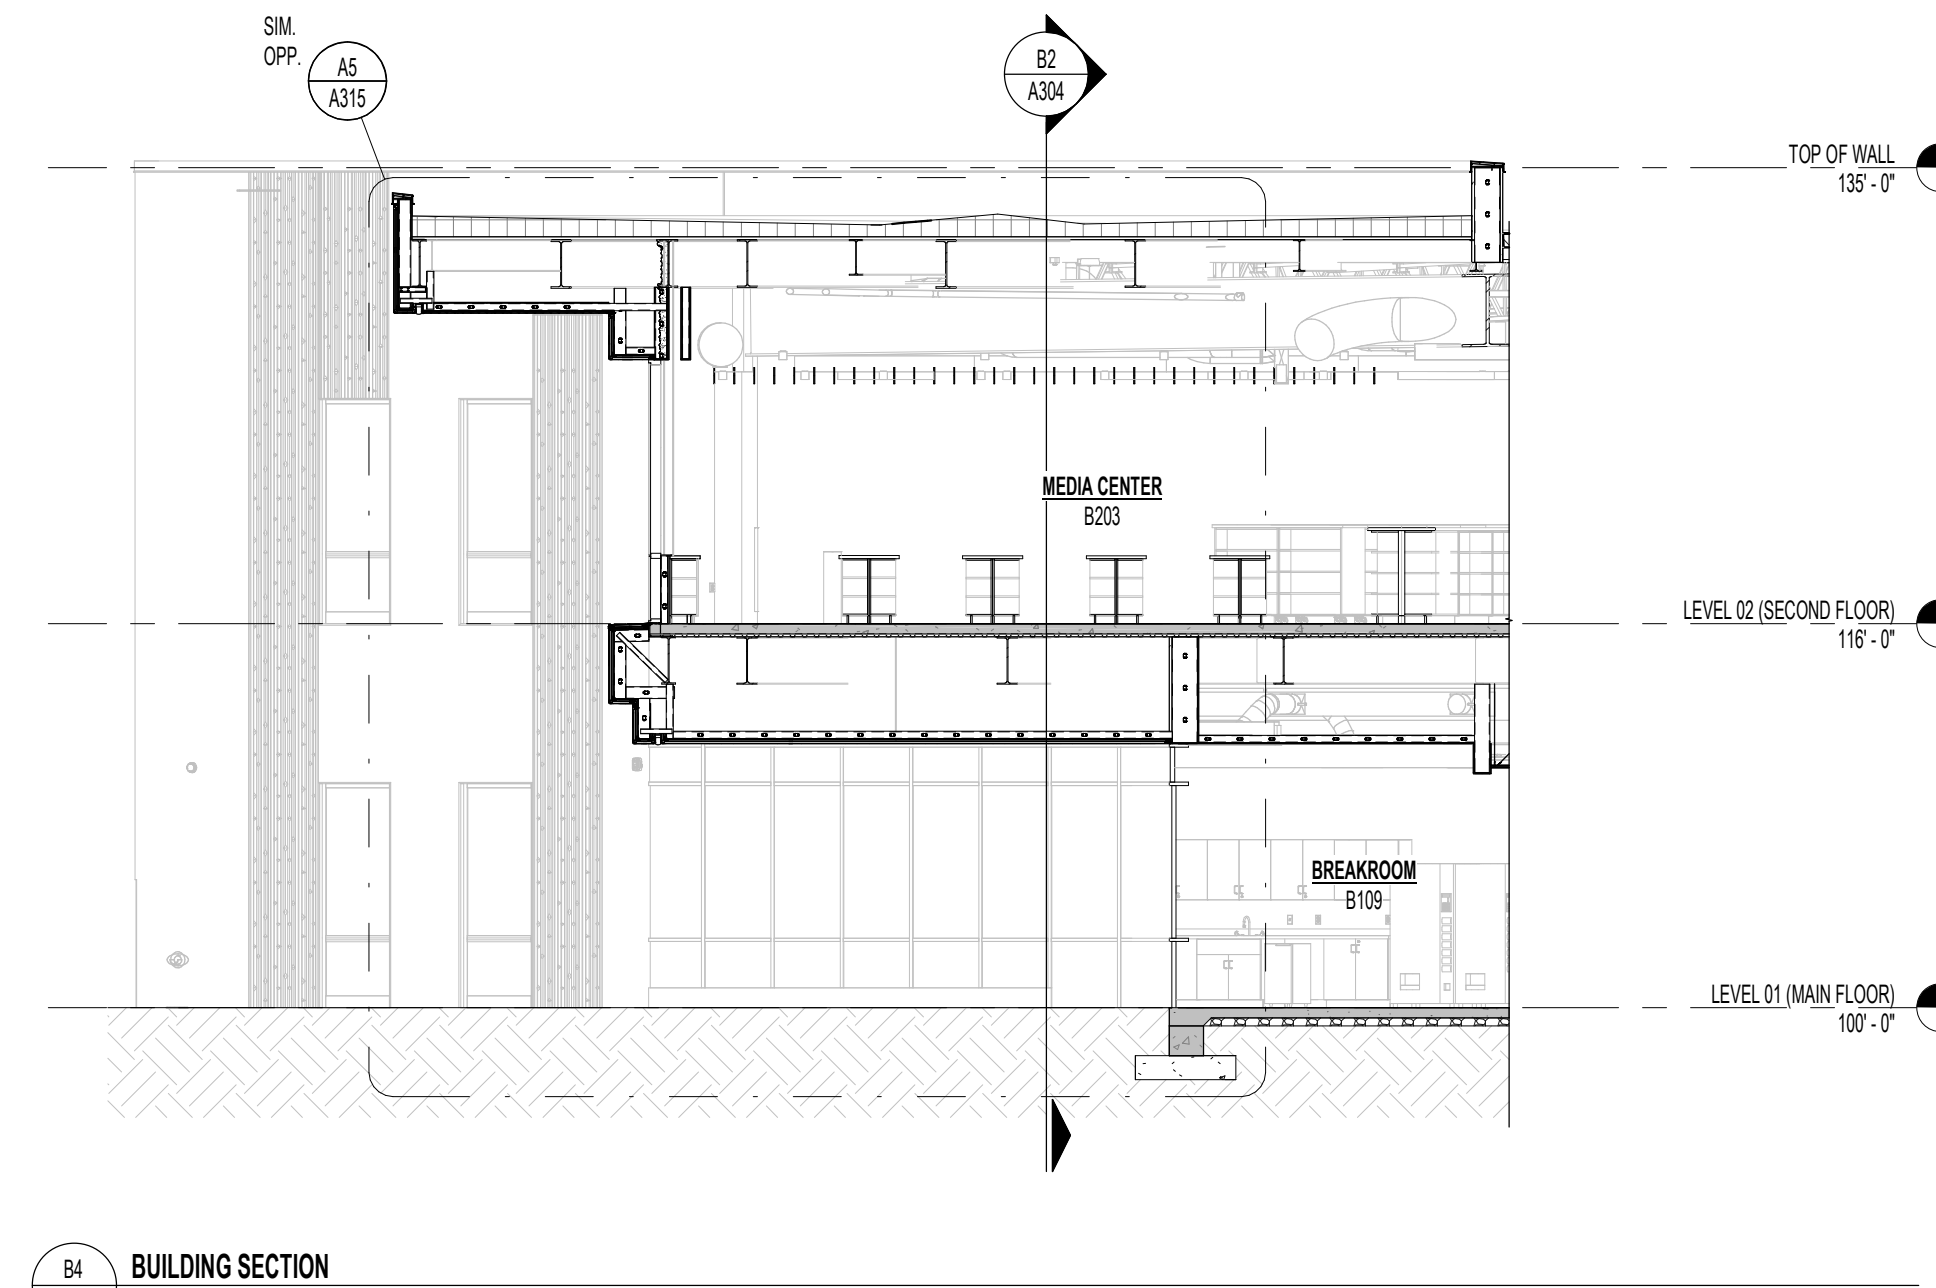 SIM.
OPP.
A5
A315
B2
A304
TOP OF WALL
135' - 0"
MEDIA CENTER
B203
LEVEL 02 (SECOND FLOOR)
116' - 0"
BREAKROOM
B109
LEVEL 01 (MAIN FLOOR)
100' - 0"
B4
BUILDING SECTION